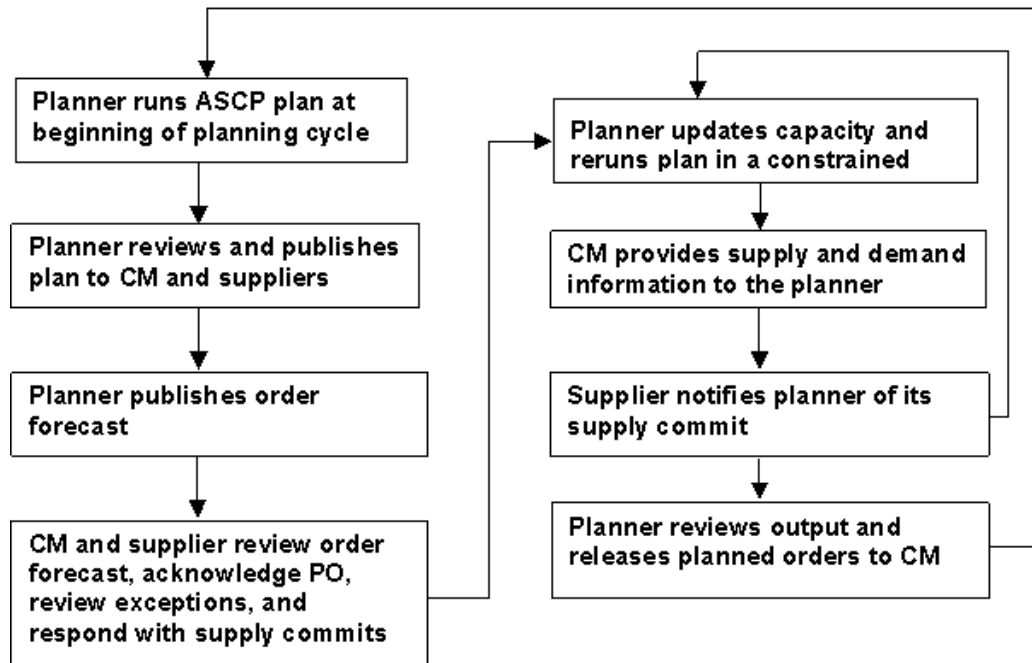 Planner runs ASCP plan at
beginning of planning cycle
Planner reviews and publishes
plan to CM and suppliers
Planner publishes order
forecast
CM and supplier review order
forecast, acknowledge PO,
review exceptions, and
respond with supply commits
Planner updates capacity and
reruns plan in a constrained
CM provides supply and demand
information to the planner
Supplier notifies planner of its
supply commit
Planner reviews output and
releases planned orders to CM